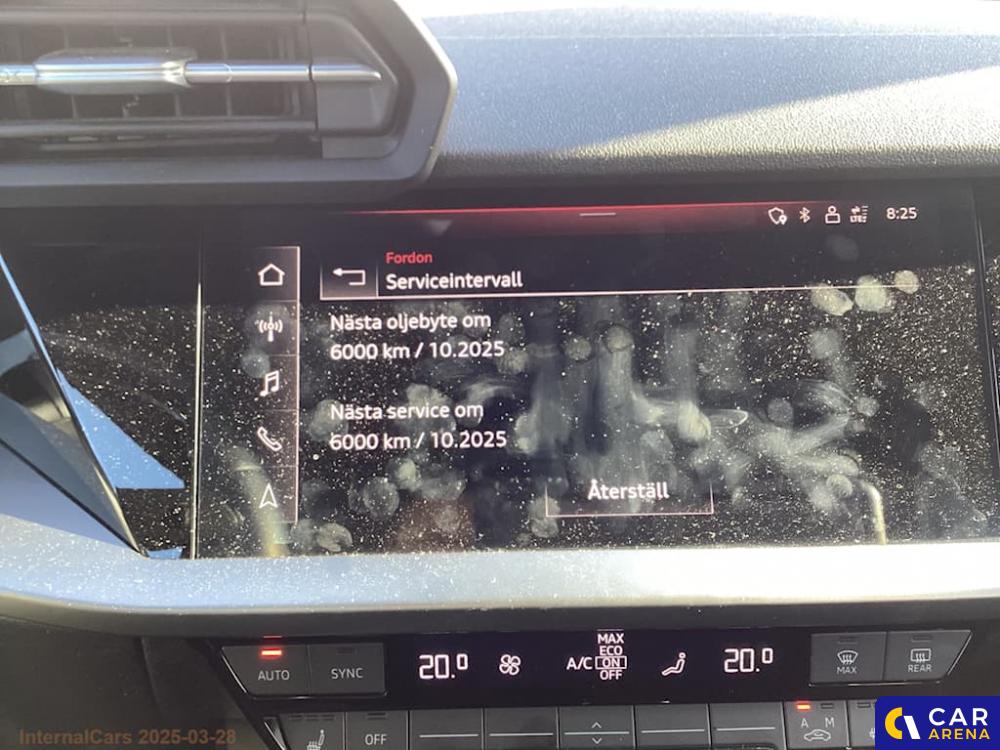 8:25
Fordon
Serviceintervall
Nästa oljebyte om
6000 km / 10.2025
Nästa service om
6000 km / 10.2025
Återställ
AUTO
SYNC
20.0
A/C
MAX
ECO
ON
OFF
20.0
MAX
REAR
OFF
A
M
InternalCars 2025-03-28
CAR
ARENA